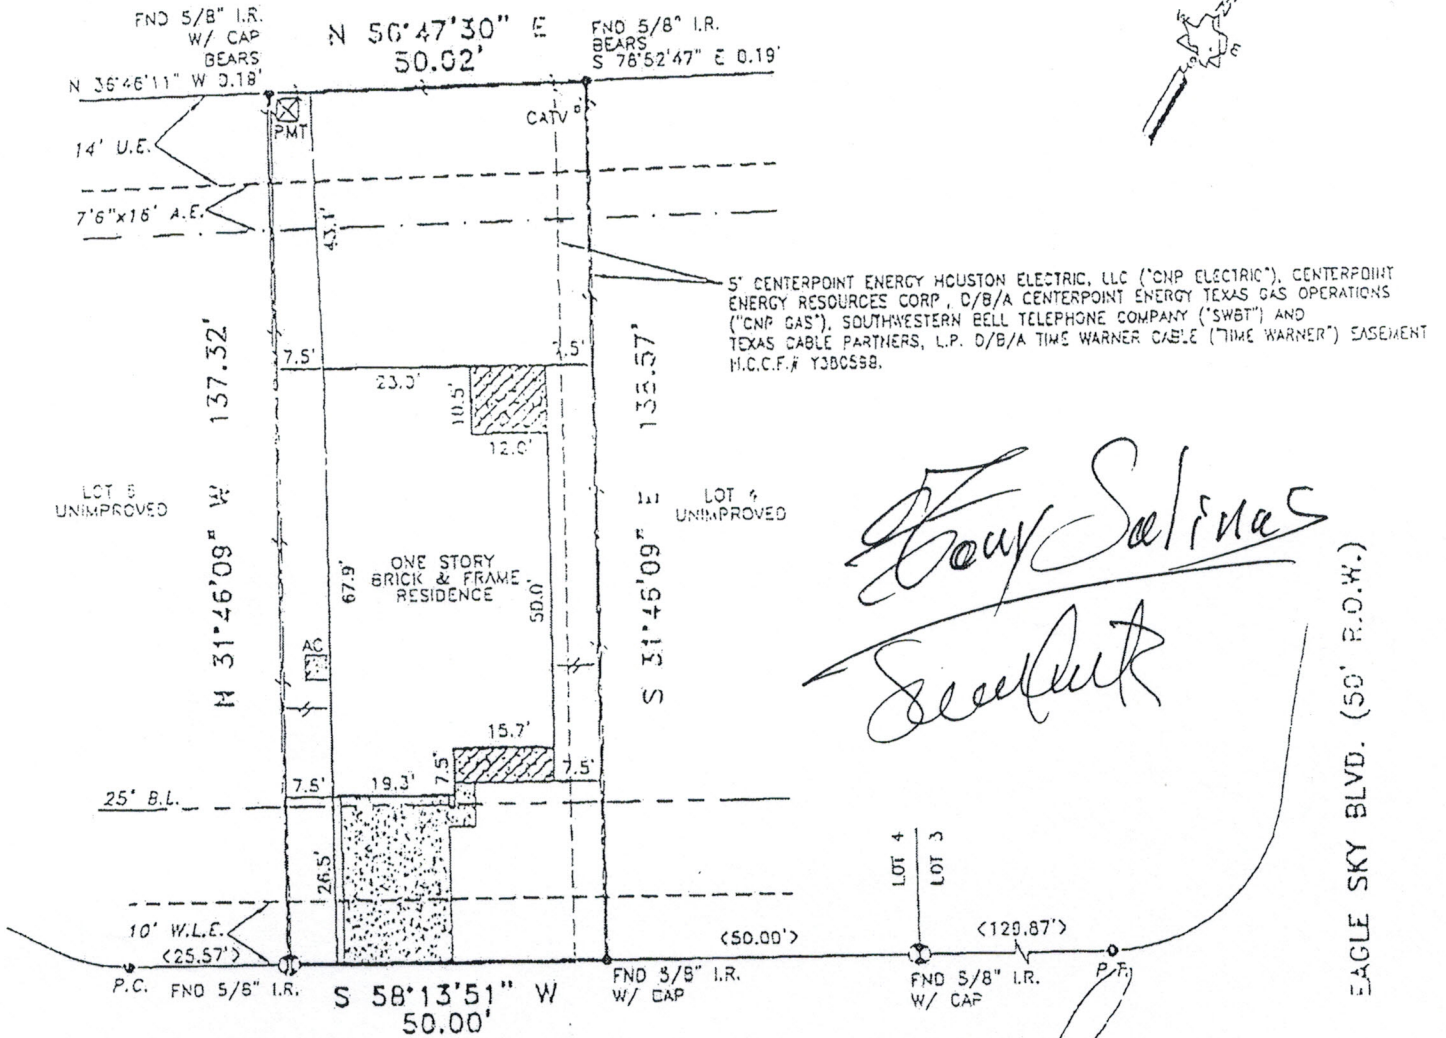 FND 5/8" I.R.
W/ CAP
BEARS
N 36°46'11" W 0.18'
N 56°47'30" E
50.02'
FND 5/8" I.R.
BEARS
S 78°52'47" E 0.19'
PMT
CATV
14' U.E.
7'6"x16' A.E.
43.1'
5' CENTERPOINT ENERGY HOUSTON ELECTRIC, LLC ("CNP ELECTRIC"), CENTERPOINT
ENERGY RESOURCES CORP, D/B/A CENTERPOINT ENERGY TEXAS GAS OPERATIONS
("CNP GAS"), SOUTHWESTERN BELL TELEPHONE COMPANY ("SWBT") AND
TEXAS CABLE PARTNERS, L.P. D/B/A TIME WARNER CABLE ("TIME WARNER") EASEMENT
H.C.C.F.#
7.5'
7.5'
23.0'
10.5'
12.0'
N 31°46'09" W 137.32'
S 31°46'09" E
LOT
UNIMPROVED
LOT 4
UNIMPROVED
ONE STORY
BRICK & FRAME
RESIDENCE
67.9'
50.0'
AC
Tony Salinas
15.7'
7.5'
7.5'
7.5'
19.3'
25' B.L.
26.5'
10' W.L.E.
<25.57'>
<50.00'>
LOT 4
LOT 3
<129.87'>
P.C.
FND 5/8" I.R.
S 58°13'51" W
50.00'
FND 5/8" I.R.
W/ CAP
FND 5/8" I.R.
W/ CAP
P.T.
EAGLE SKY BLVD. (50' R.O.W.)